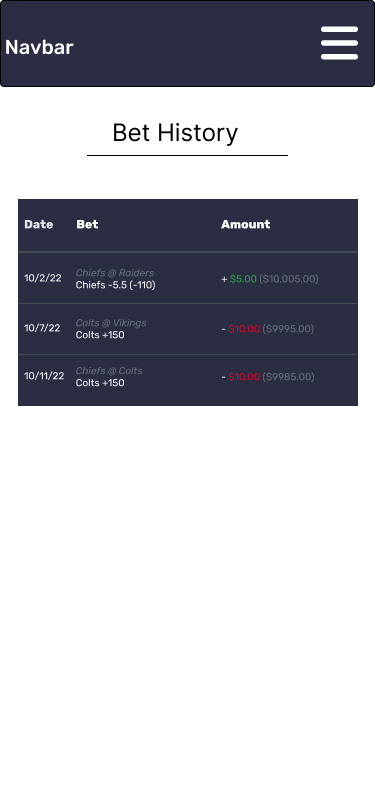 Navbar
Bet History
Date Bet Amount
Chiefs @ Raiders
10/2/22 Chiefs -5.5 (-110) + $5.00 ($10,005.00)
Colts @ Vikings
10/7/22 Colts +150 - $10.00 ($9995.00)
Chiefs @ Colts
10/11/22 Colts +150 - $10.00 ($9985.00)